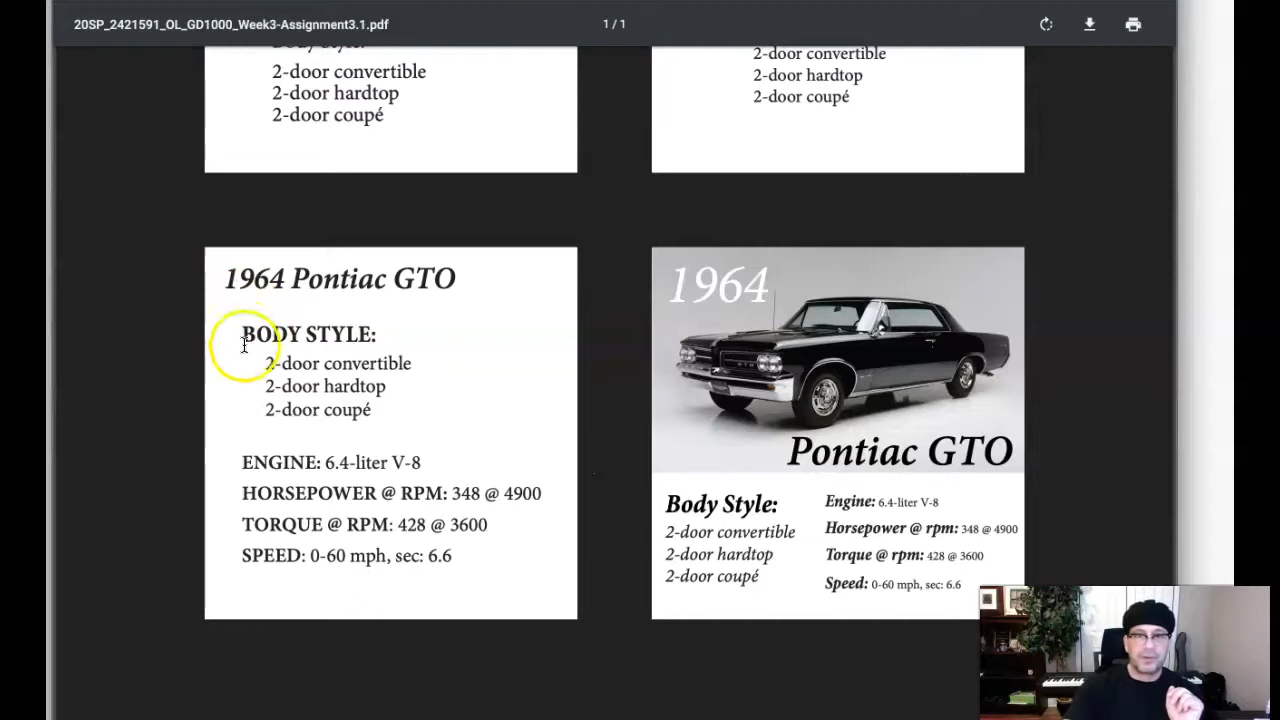 20SP_2421591_OL_GD1000_Week3-Assignment3.1.pdf
1 / 1
Body Style:
2-door convertible
2-door hardtop
2-door coupé
2-door convertible
2-door hardtop
2-door coupé
1964 Pontiac GTO
BODY STYLE:
2-door convertible
2-door hardtop
2-door coupé
ENGINE: 6.4-liter V-8
HORSEPOWER @ RPM: 348 @ 4900
TORQUE @ RPM: 428 @ 3600
SPEED: 0-60 mph, sec: 6.6
1964
GTO
Pontiac GTO
Body Style:
2-door convertible
2-door hardtop
2-door coupé
Engine: 6.4-liter V-8
Horsepower @ rpm: 348 @ 4900
Torque @ rpm: 428 @ 3600
Speed: 0-60 mph, sec: 6.6